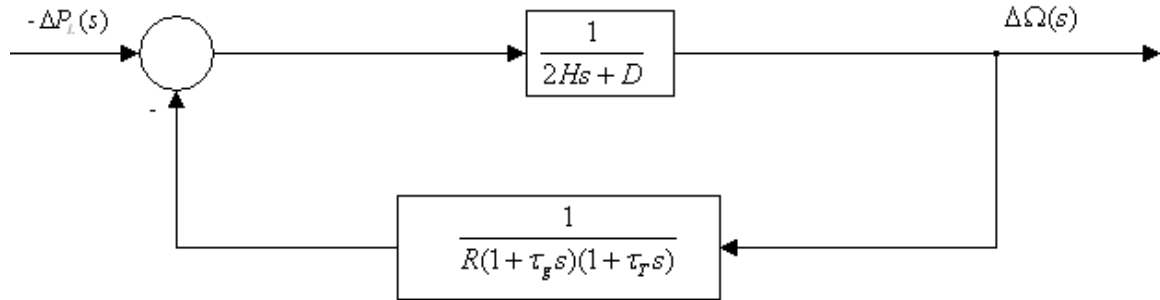 -ΔP_L(s)
ΔΩ(s)
1
2Hs + D
-
1
R(1+τ_g s)(1+τ_T s)